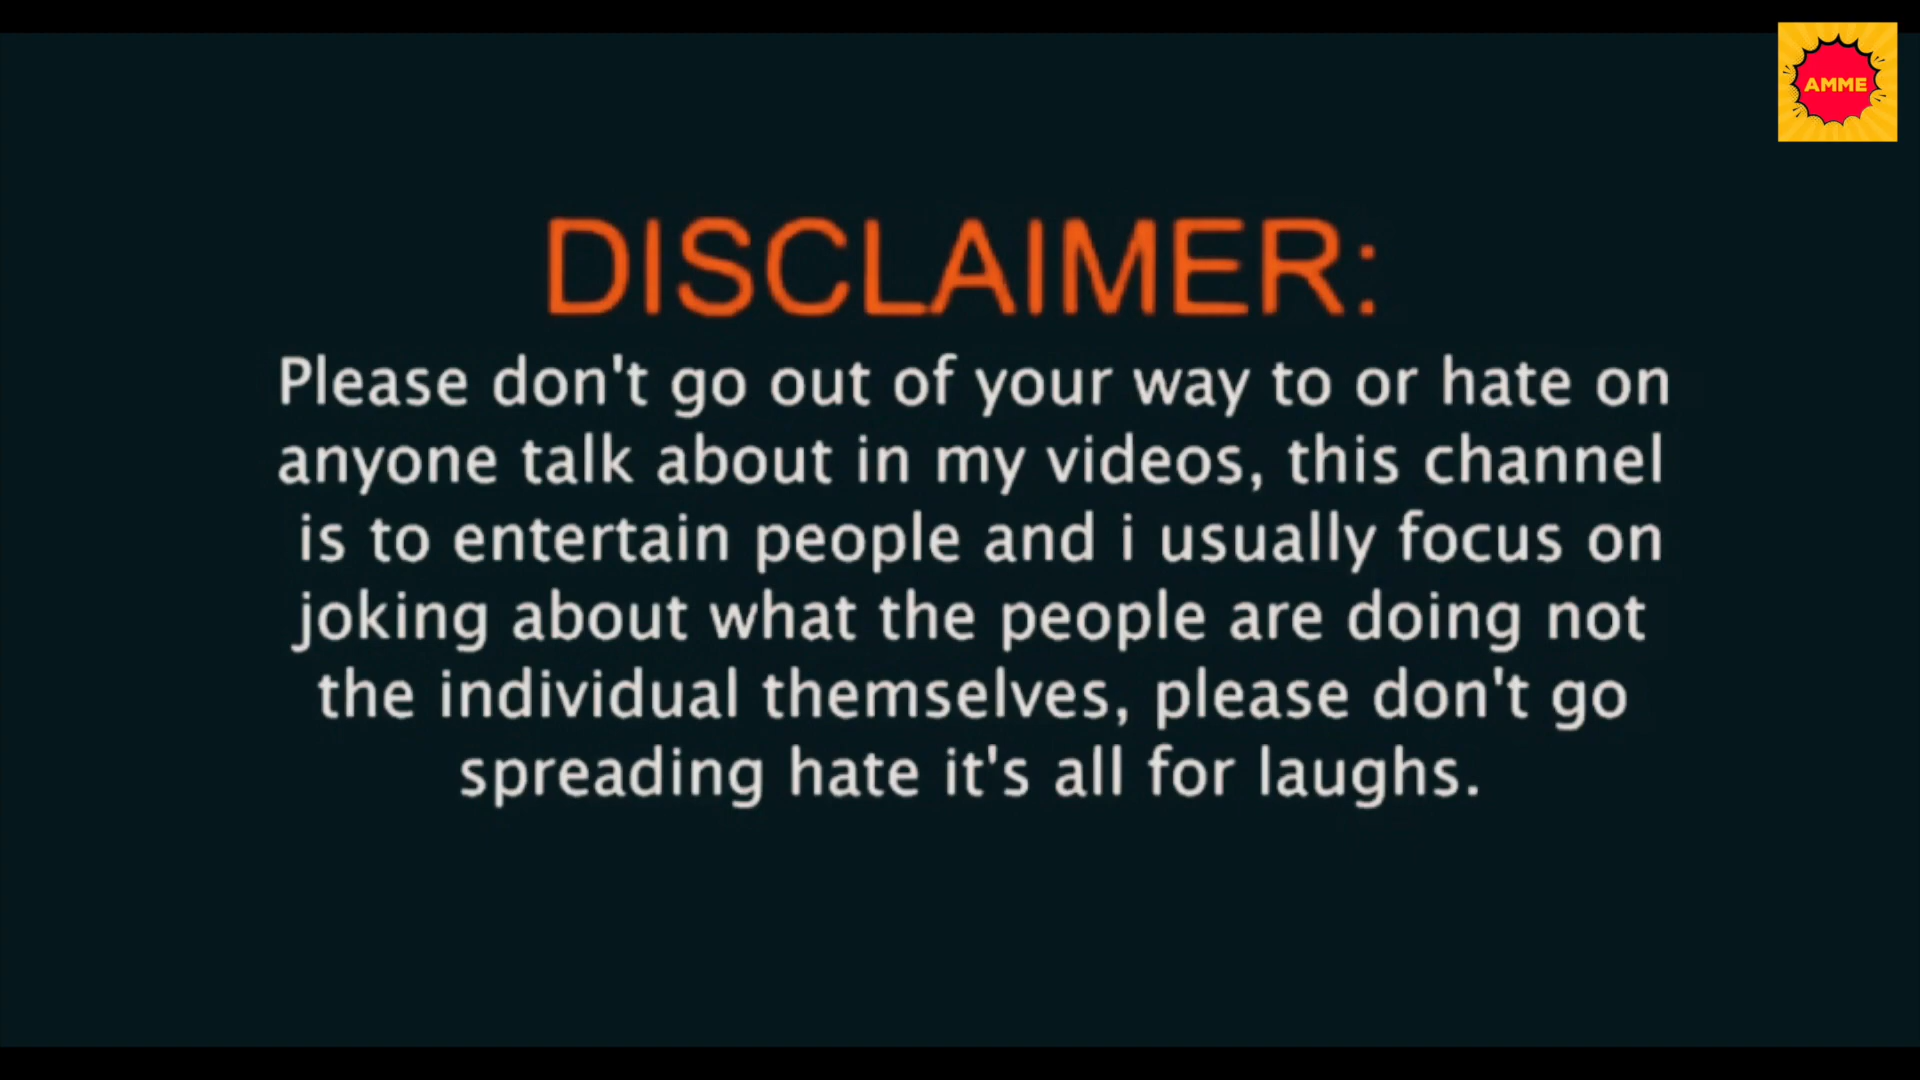 AMME
DISCLAIMER:
Please don't go out of your way to or hate on
anyone talk about in my videos, this channel
is to entertain people and i usually focus on
joking about what the people are doing not
the individual themselves, please don't go
spreading hate it's all for laughs.